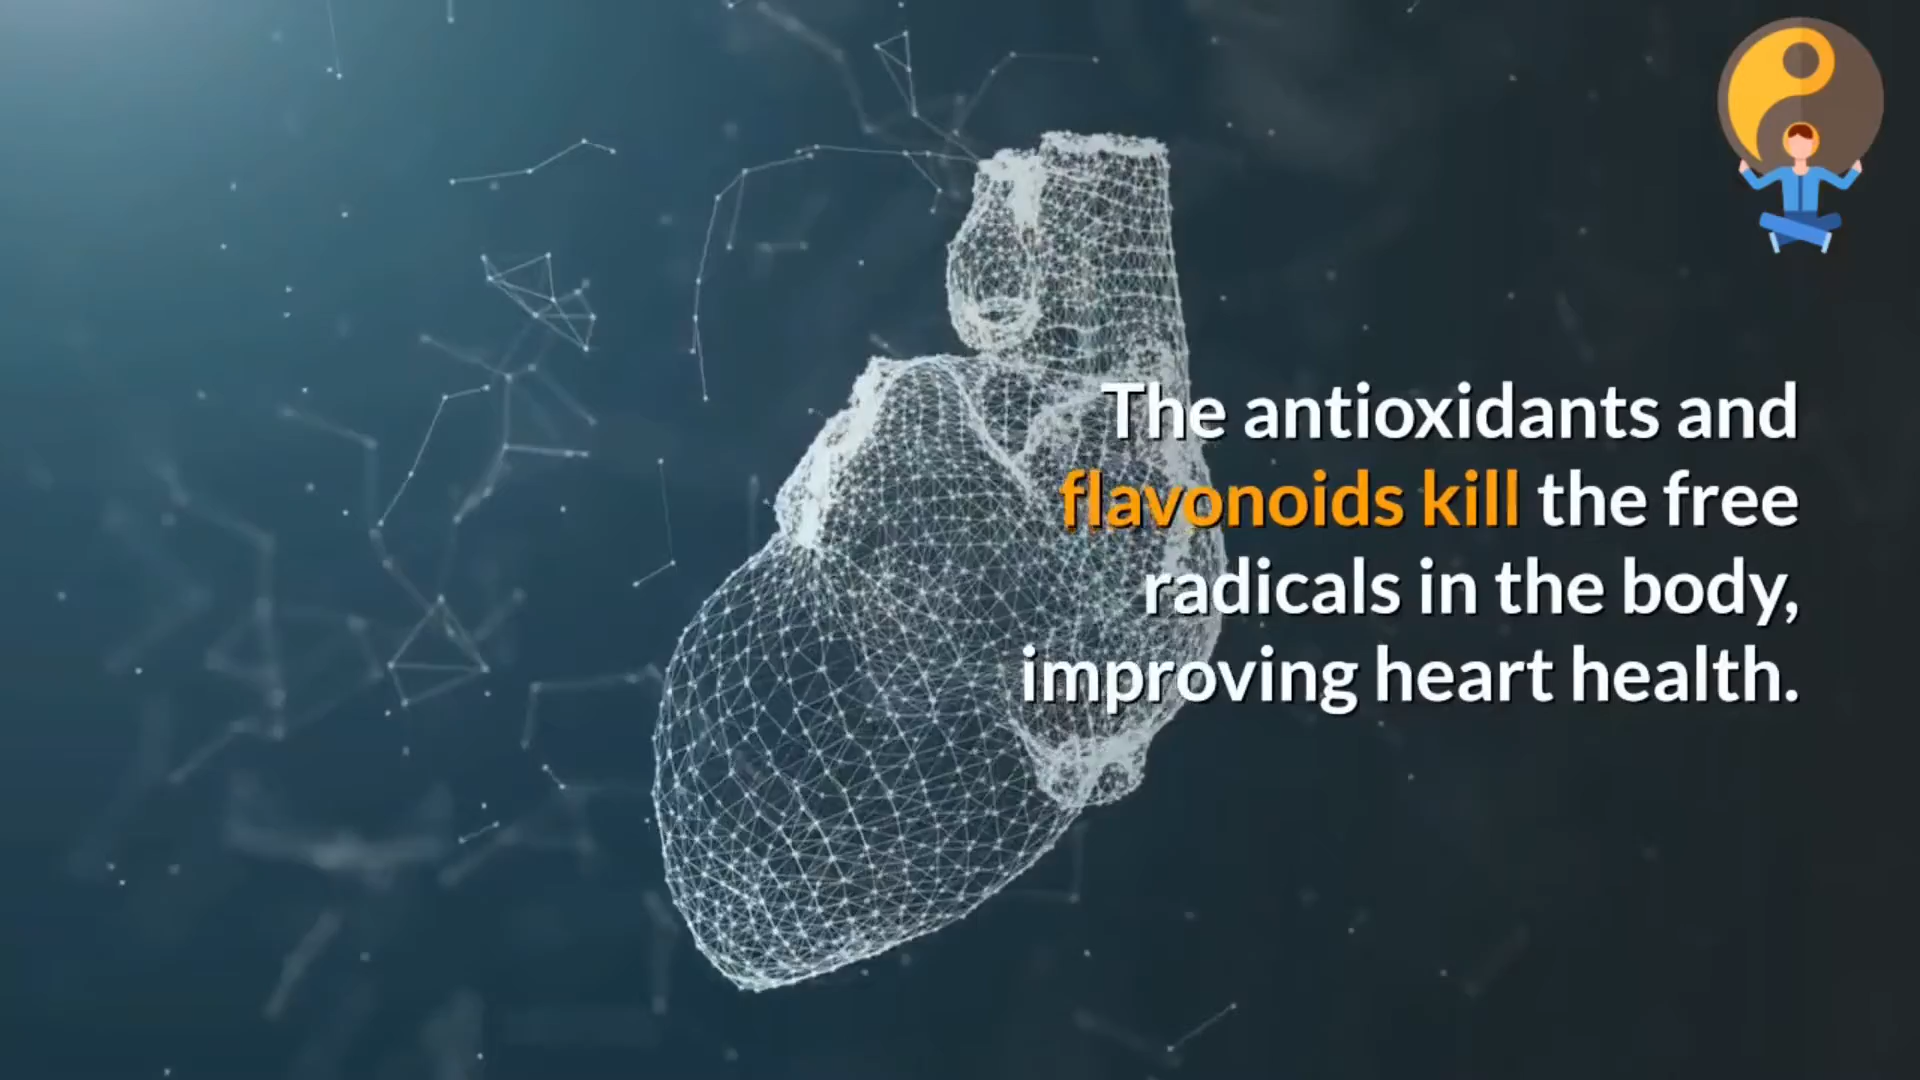 The antioxidants and
flavonoids kill the free
radicals in the body,
improving heart health.